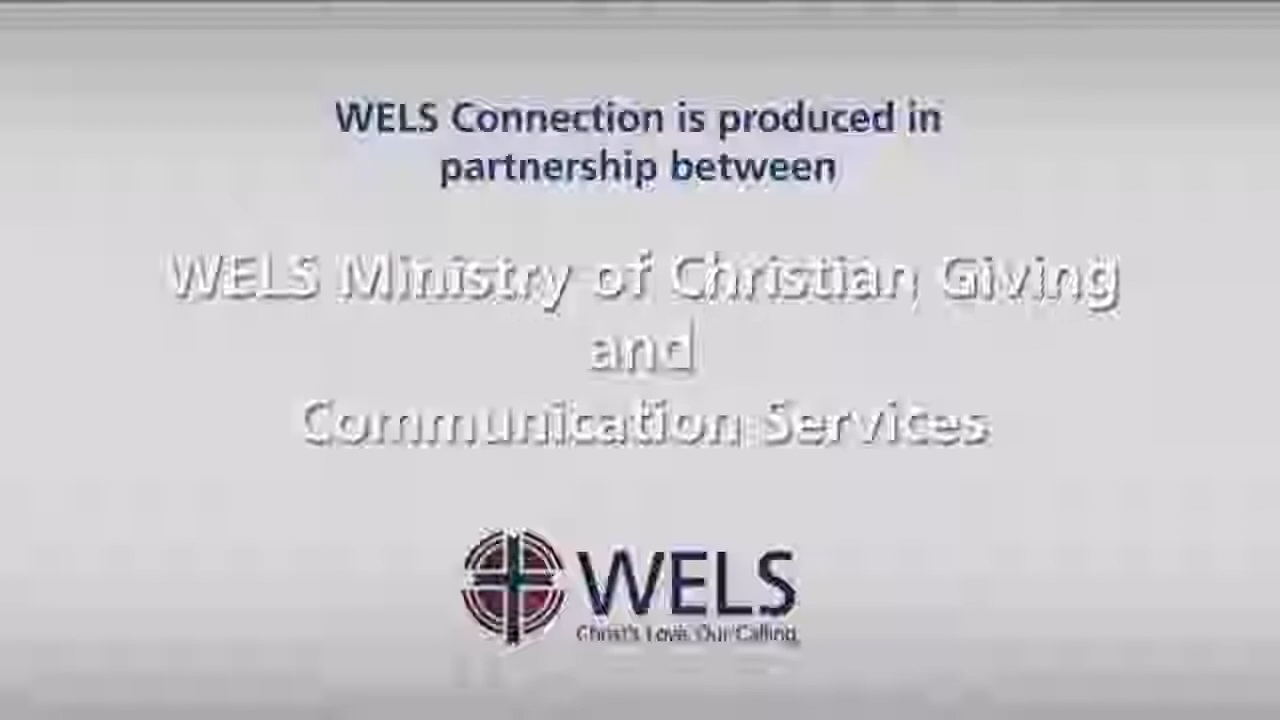 WELS Connection is produced in
partnership between
WELS Ministry of Christian Giving
and
Communication Services
WELS
Christ's Love, Our Calling.